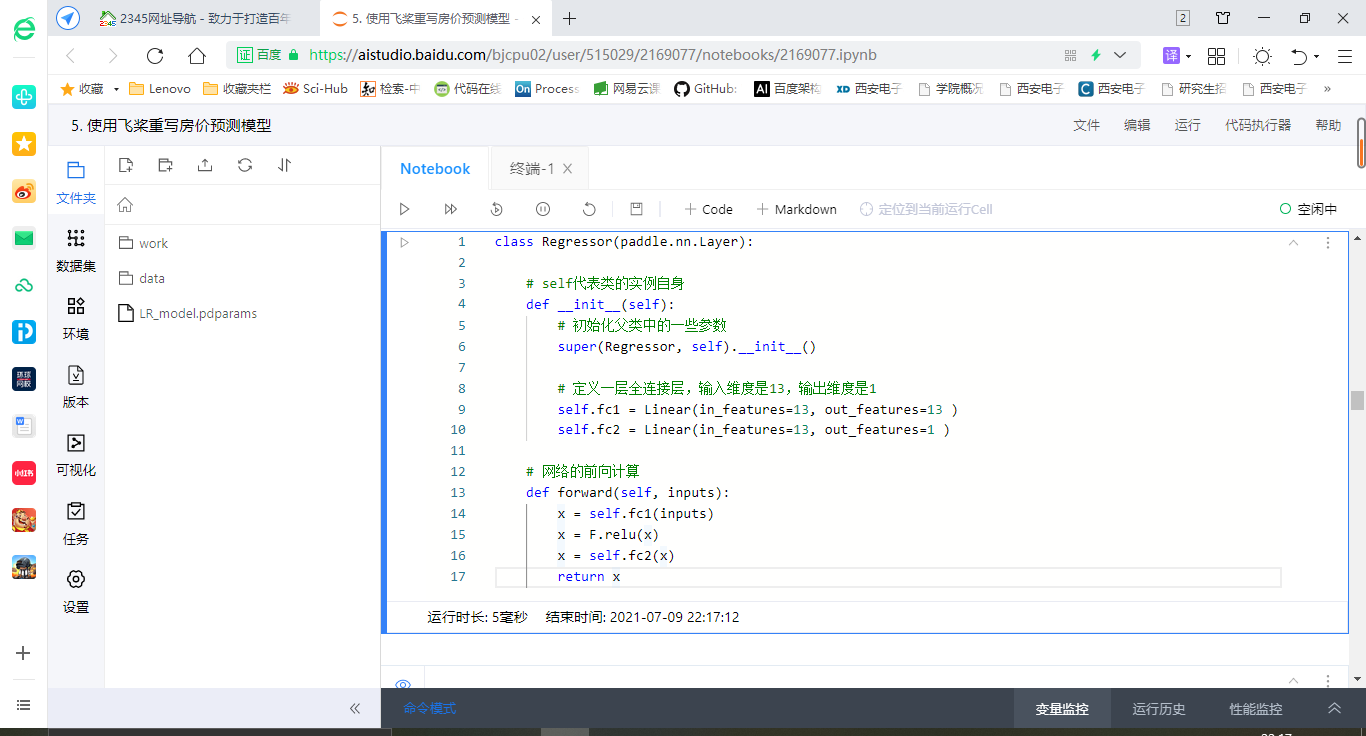 2345网址导航 - 致力于打造百年
5. 使用飞桨重写房价预测模型 -
2
证 百度
https://aistudio.baidu.com/bjcpu02/user/515029/2169077/notebooks/2169077.ipynb
译
收藏
Lenovo
收藏夹栏
Sci-Hub
检索-中
代码在线
On Process
网易云课
GitHub:
AI 百度架构
XD 西安电子
学院概况
西安电子
C 西安电子
研究生招
西安电子
»
5. 使用飞桨重写房价预测模型
文件 编辑 运行 代码执行器 帮助
文件夹
数据集
环境
版本
可视化
任务
设置
work
data
LR_model.pdparams
Notebook
终端-1
Code
Markdown
定位到当前运行Cell
空闲中
1 class Regressor(paddle.nn.Layer):
2
3 # self代表类的实例自身
4 def __init__(self):
5 # 初始化父类中的一些参数
6 super(Regressor, self).__init__()
7
8 # 定义一层全连接层，输入维度是13，输出维度是1
9 self.fc1 = Linear(in_features=13, out_features=13 )
10 self.fc2 = Linear(in_features=13, out_features=1 )
11
12 # 网络的前向计算
13 def forward(self, inputs):
14 x = self.fc1(inputs)
15 x = F.relu(x)
16 x = self.fc2(x)
17 return x
运行时长: 5毫秒 结束时间: 2021-07-09 22:17:12
命令模式
变量监控 运行历史 性能监控